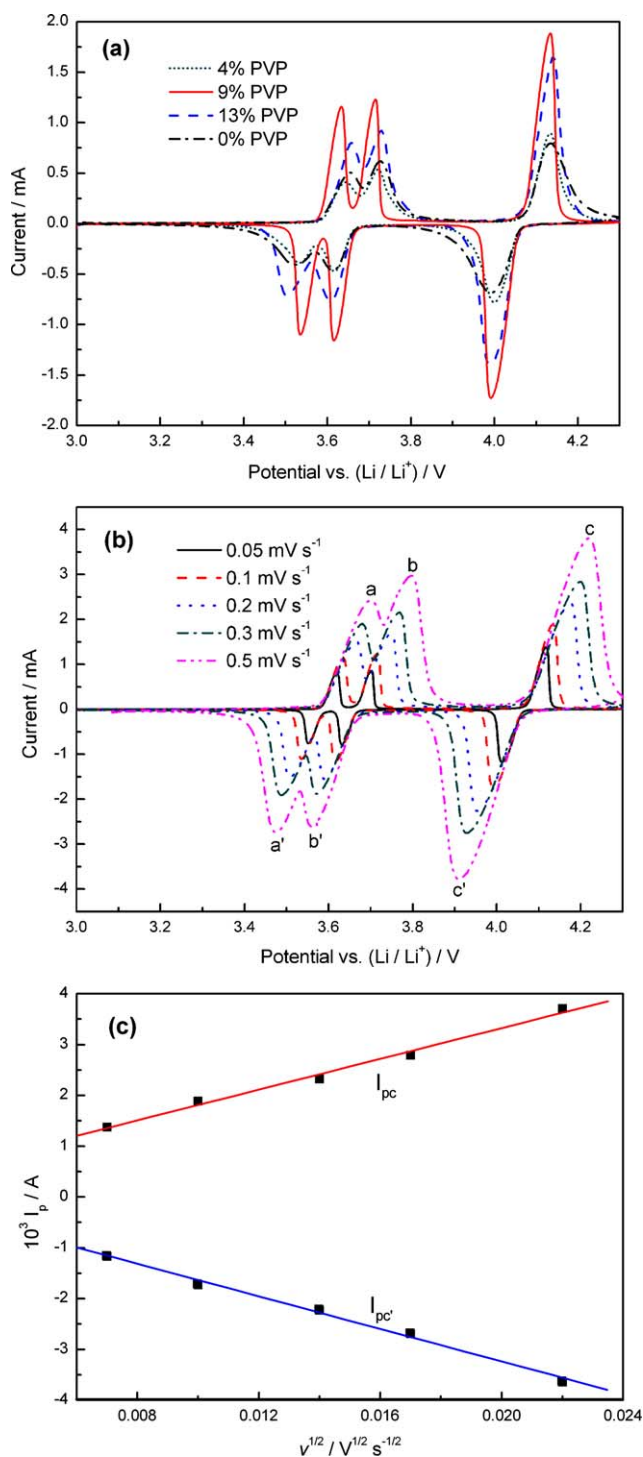 (a)
4% PVP
9% PVP
13% PVP
0% PVP
2.0
1.5
1.0
0.5
0.0
-0.5
-1.0
-1.5
-2.0
Current / mA
3.0 3.2 3.4 3.6 3.8 4.0 4.2
Potential vs. (Li / Li⁺) / V
(b)
0.05 mV s⁻¹
0.1 mV s⁻¹
0.2 mV s⁻¹
0.3 mV s⁻¹
0.5 mV s⁻¹
a
b
c
a'
b'
c'
4
3
2
1
0
-1
-2
-3
-4
Current / mA
3.0 3.2 3.4 3.6 3.8 4.0 4.2
Potential vs. (Li / Li⁺) / V
(c)
I_pc
I_pc'
4
3
2
1
0
-1
-2
-3
-4
10³ I_p / A
0.008 0.012 0.016 0.020 0.024
v^1/2 / V^1/2 s^-1/2